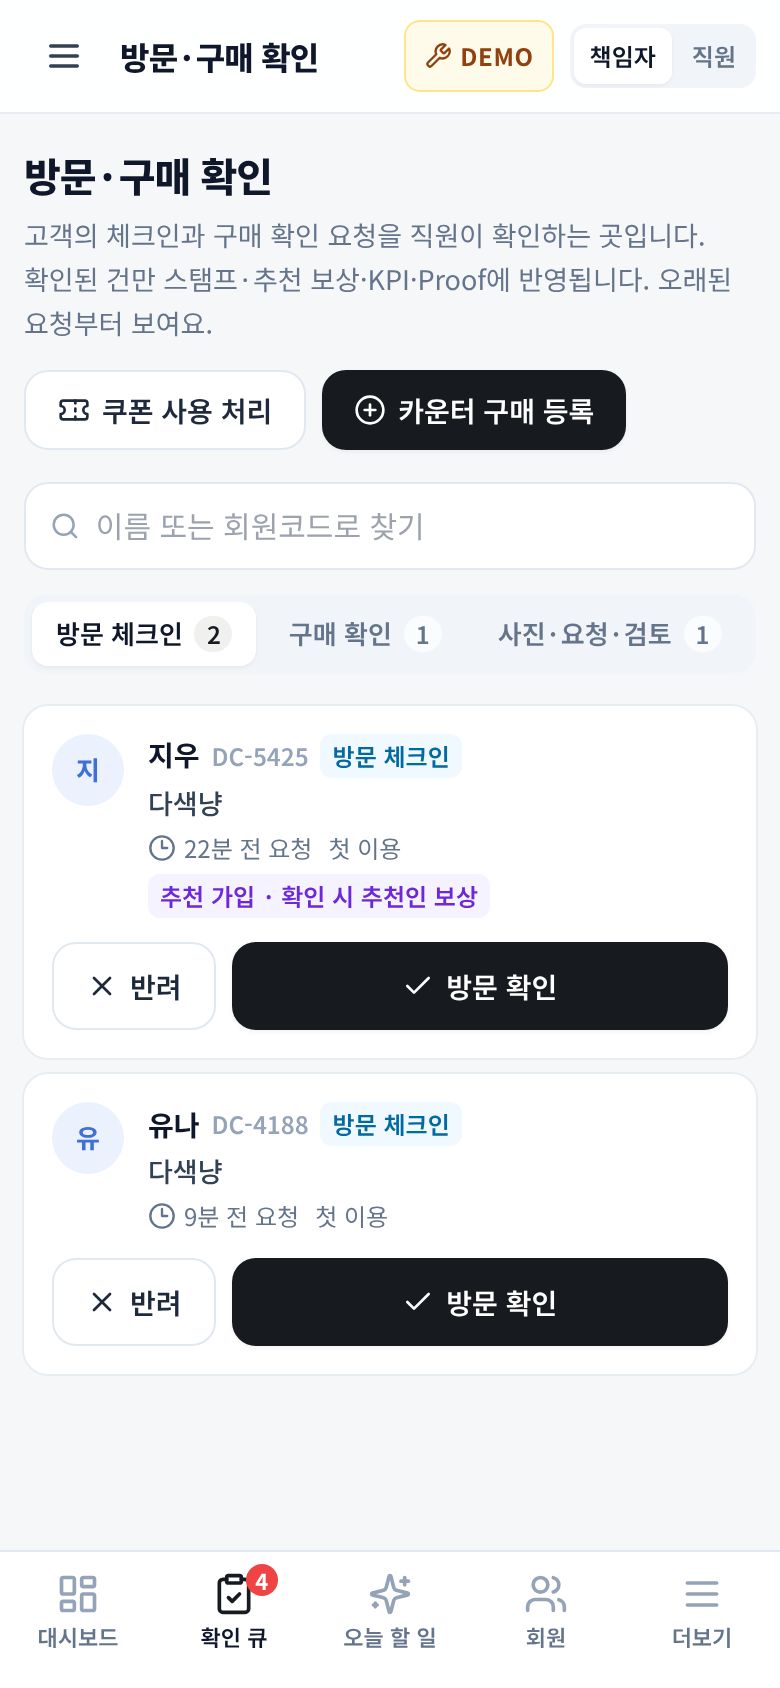 방문·구매 확인
DEMO
책임자
직원
방문·구매 확인
고객의 체크인과 구매 확인 요청을 직원이 확인하는 곳입니다.
확인된 건만 스탬프·추천 보상·KPI·Proof에 반영됩니다. 오래된
요청부터 보여요.
쿠폰 사용 처리
카운터 구매 등록
이름 또는 회원코드로 찾기
방문 체크인 2
구매 확인 1
사진·요청·검토 1
지
지우 DC-5425 방문 체크인
다색냥
22분 전 요청 첫 이용
추천 가입 · 확인 시 추천인 보상
반려
방문 확인
유
유나 DC-4188 방문 체크인
다색냥
9분 전 요청 첫 이용
반려
방문 확인
4
대시보드
확인 큐
오늘 할 일
회원
더보기